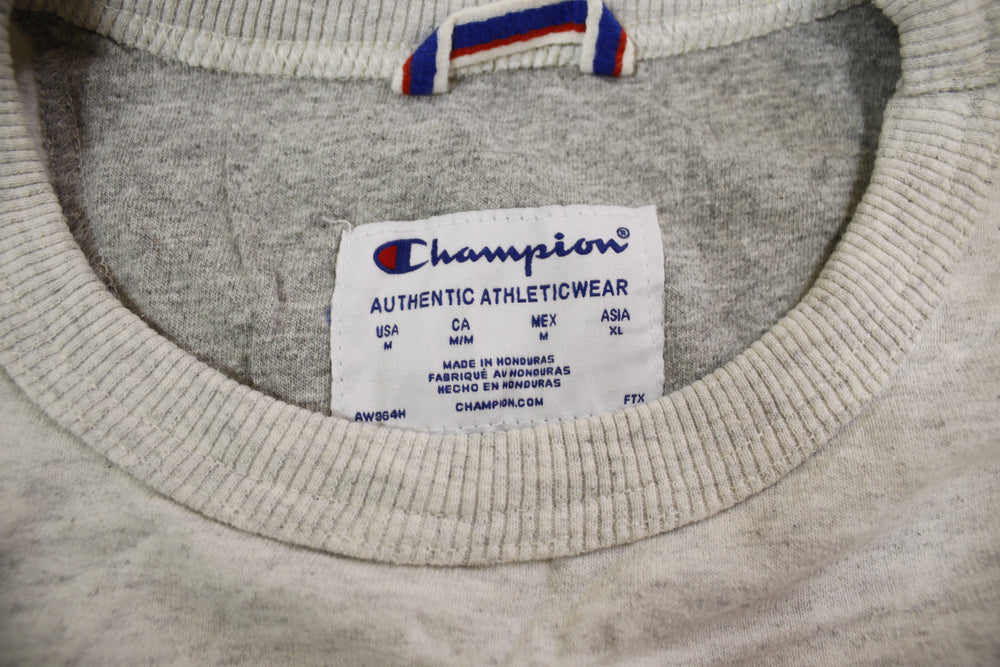 Champion®
AUTHENTIC ATHLETICWEAR
USA CA MEX ASIA
M M/M M XL
MADE IN HONDURAS
FABRIQUÉ AU HONDURAS
HECHO EN HONDURAS
AW964H CHAMPION.COM FTX